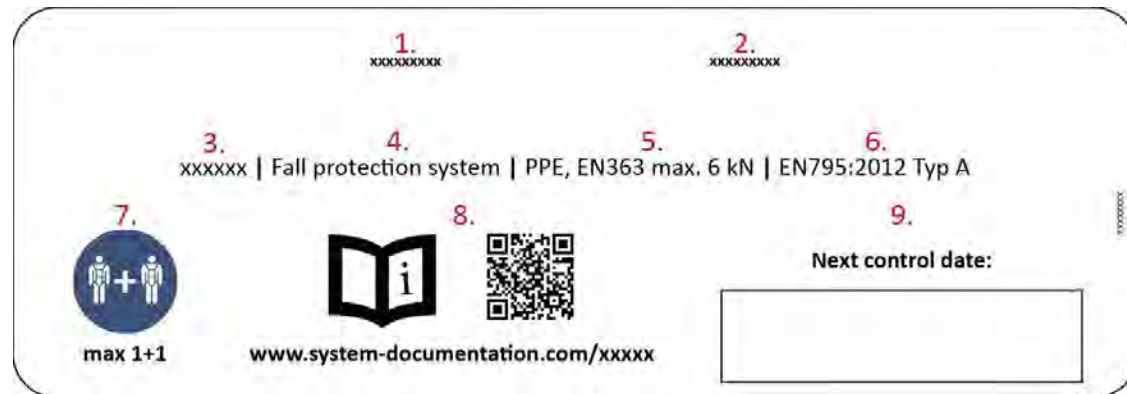 1. 2.
xxxxxxxxx xxxxxxxxx
3. 4. 5. 6.
xxxxxx | Fall protection system | PPE, EN363 max. 6 kN | EN795:2012 Typ A
7. 8. 9.
i
Next control date:
max 1+1
www.system-documentation.com/xxxxx